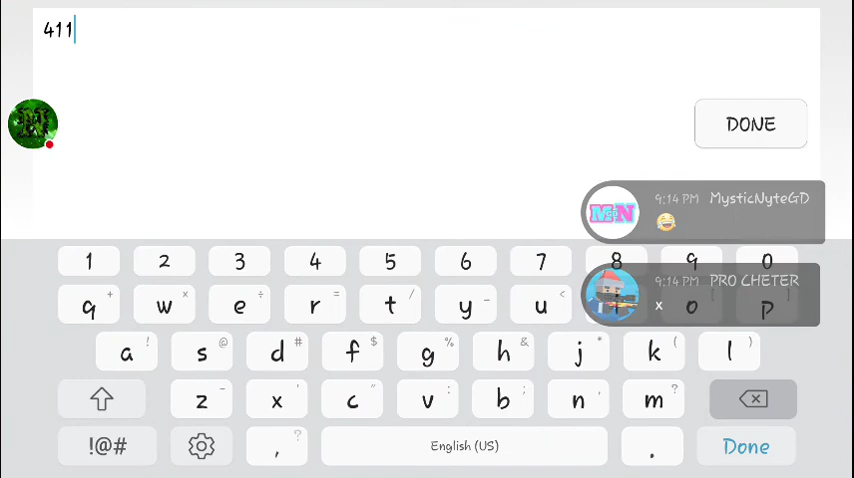 411
N
DONE
9:14 PM MysticNyteGD
MN
1 2 3 4 5 6 7 8 9 0
9:14 PM PRO CHETER
x
q + w × e ÷ r = t / y _ u < o [ p ]
a ! s @ d # f $ g % h & j * k ( l )
z - x ' c " v : b ; n , m ?
!@# , ? English (US) . Done